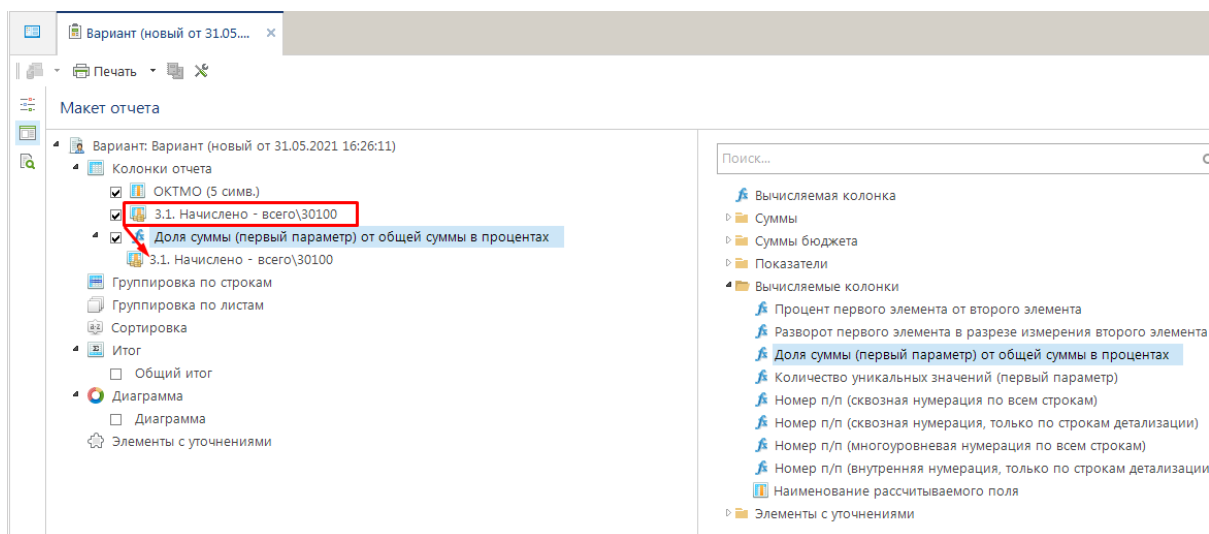 Вариант (новый от 31.05....
Печать
Макет отчета
Вариант: Вариант (новый от 31.05.2021 16:26:11)
Колонки отчета
ОКТМО (5 симв.)
3.1. Начислено - всего\30100
Доля суммы (первый параметр) от общей суммы в процентах
3.1. Начислено - всего\30100
Группировка по строкам
Группировка по листам
Сортировка
Итог
Общий итог
Диаграмма
Диаграмма
Элементы с уточнениями
Поиск...
Вычисляемая колонка
Суммы
Суммы бюджета
Показатели
Вычисляемые колонки
Процент первого элемента от второго элемента
Разворот первого элемента в разрезе измерения второго элемента
Доля суммы (первый параметр) от общей суммы в процентах
Количество уникальных значений (первый параметр)
Номер п/п (сквозная нумерация по всем строкам)
Номер п/п (сквозная нумерация, только по строкам детализации)
Номер п/п (многоуровневая нумерация по всем строкам)
Номер п/п (внутренняя нумерация, только по строкам детализации
Наименование рассчитываемого поля
Элементы с уточнениями